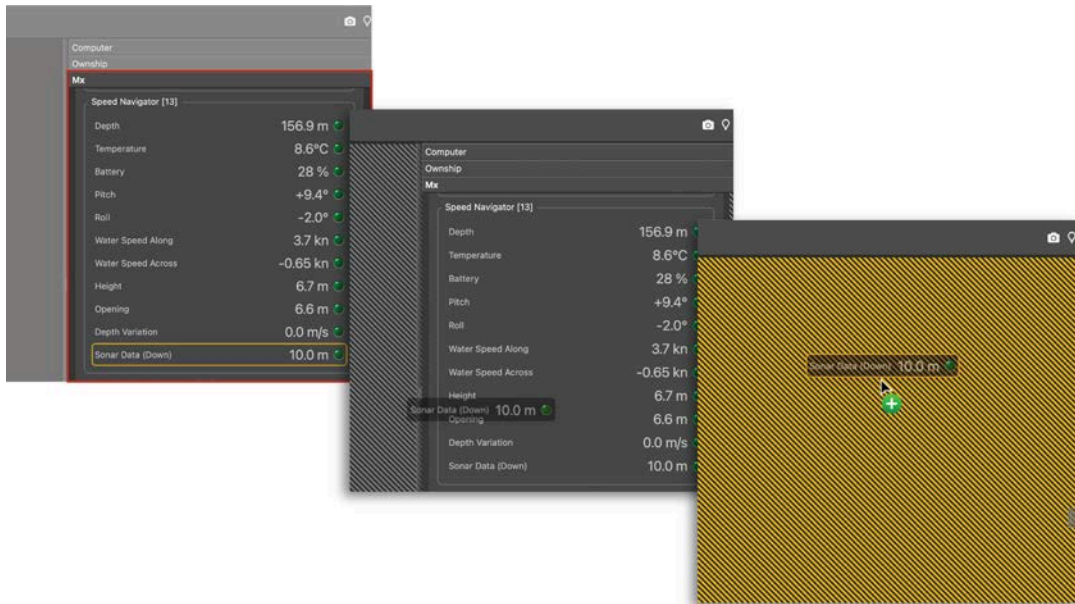 Computer
Ownship
Mx
Speed Navigator [13]
Depth 156.9 m
Temperature 8.6°C
Battery 28 %
Pitch +9.4°
Roll -2.0°
Water Speed Along 3.7 kn
Water Speed Across -0.65 kn
Height 6.7 m
Opening 6.6 m
Depth Variation 0.0 m/s
Sonar Data (Down) 10.0 m
Computer
Ownship
Mx
Speed Navigator [13]
Depth 156.9 m
Temperature 8.6°C
Battery 28 %
Pitch +9.4°
Roll -2.0°
Water Speed Along 3.7 kn
Water Speed Across -0.65 kn
Height 6.7 m
Sonar Data (Down) 10.0 m
Opening 6.6 m
Depth Variation 0.0 m/s
Sonar Data (Down) 10.0 m
Sonar Data (Down) 10.0 m